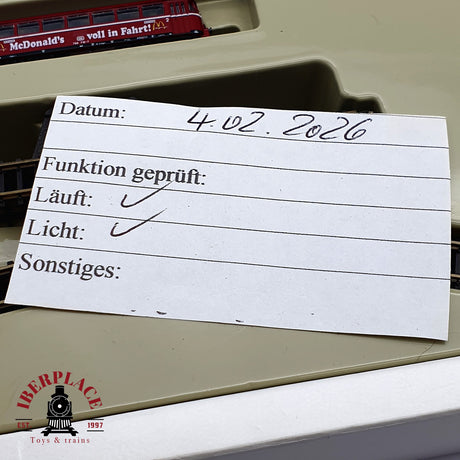 McDonald's voll in Fahrt!
Datum: 4.02.2026
Funktion geprüft:
Läuft: ✓
Licht: ✓
Sonstiges:
IBERPLACE
EST. 1997
Toys & trains